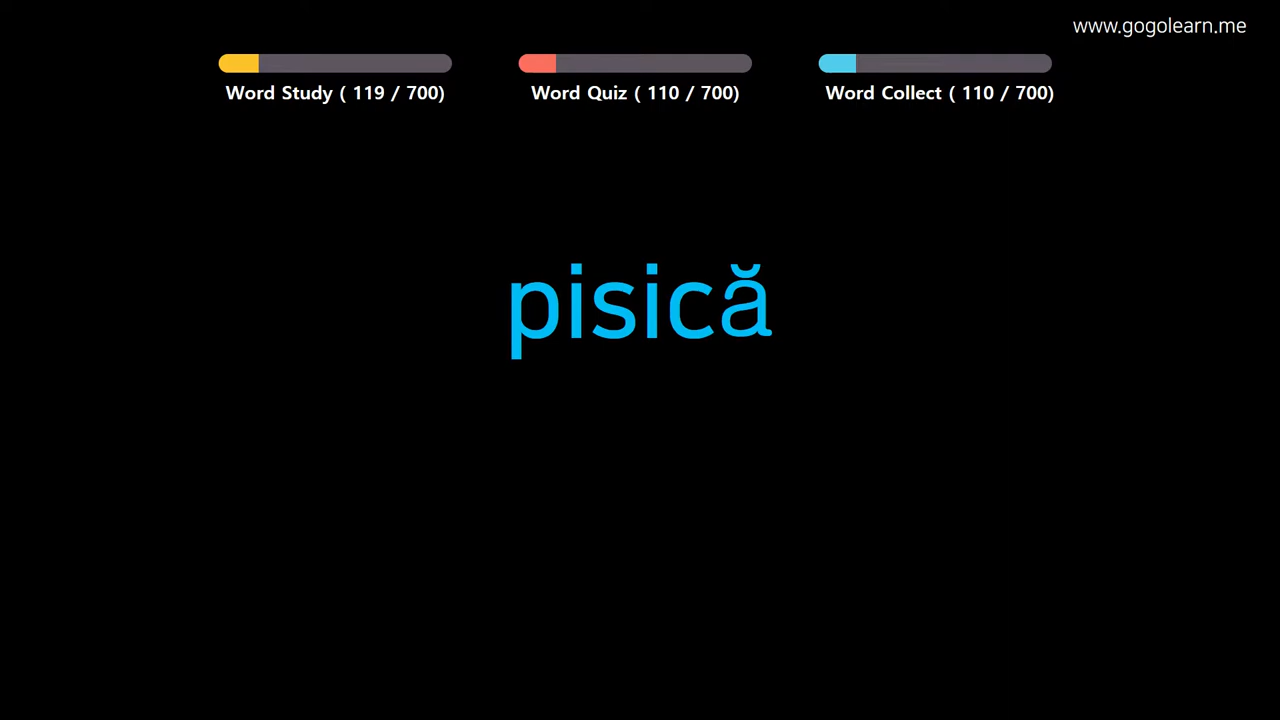 www.gogolearn.me
Word Study ( 119 / 700)
Word Quiz ( 110 / 700)
Word Collect ( 110 / 700)
pisică